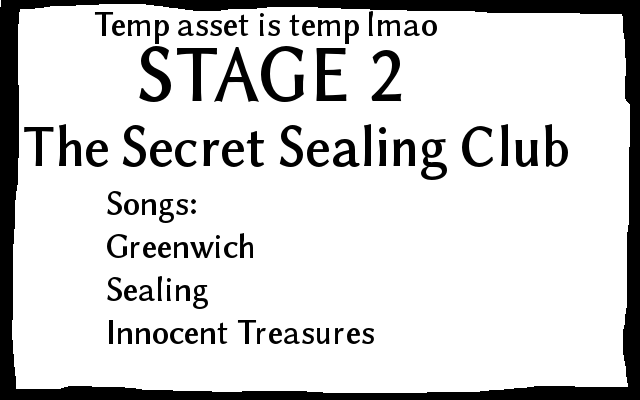 Temp asset is temp lmao
STAGE 2
The Secret Sealing Club
Songs:
Greenwich
Sealing
Innocent Treasures